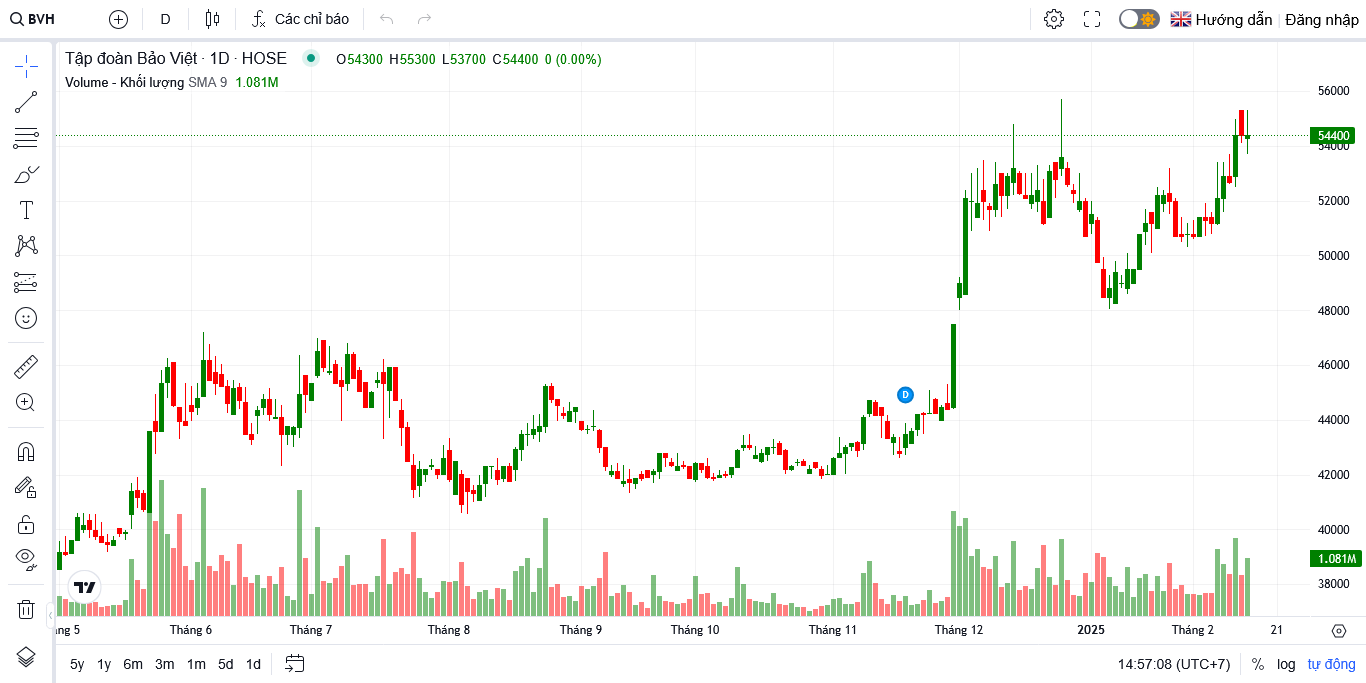 BVH D Các chỉ báo Hướng dẫn Đăng nhập
Tập đoàn Bảo Việt · 1D · HOSE O54300 H55300 L53700 C54400 0 (0.00%)
Volume - Khối lượng SMA 9 1.081M
56000
54400
54000
52000
50000
48000
46000
D
44000
42000
40000
1.081M
38000
ng 5 Tháng 6 Tháng 7 Tháng 8 Tháng 9 Tháng 10 Tháng 11 Tháng 12 2025 Tháng 2 21
5y 1y 6m 3m 1m 5d 1d 14:57:08 (UTC+7) % log tự động